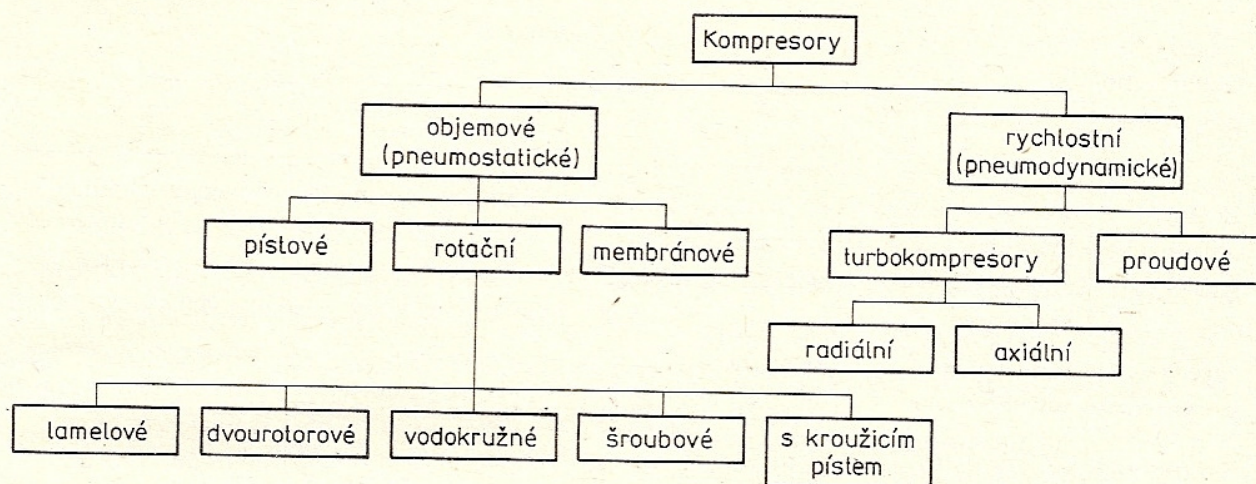 Kompresory
objemové
(pneumostatické)
rychlostní
(pneumodynamické)
pístové
rotační
membránové
turbokompresory
proudové
radiální
axiální
lamelové
dvourotorové
vodokružné
šroubové
s kroužicím
pístem